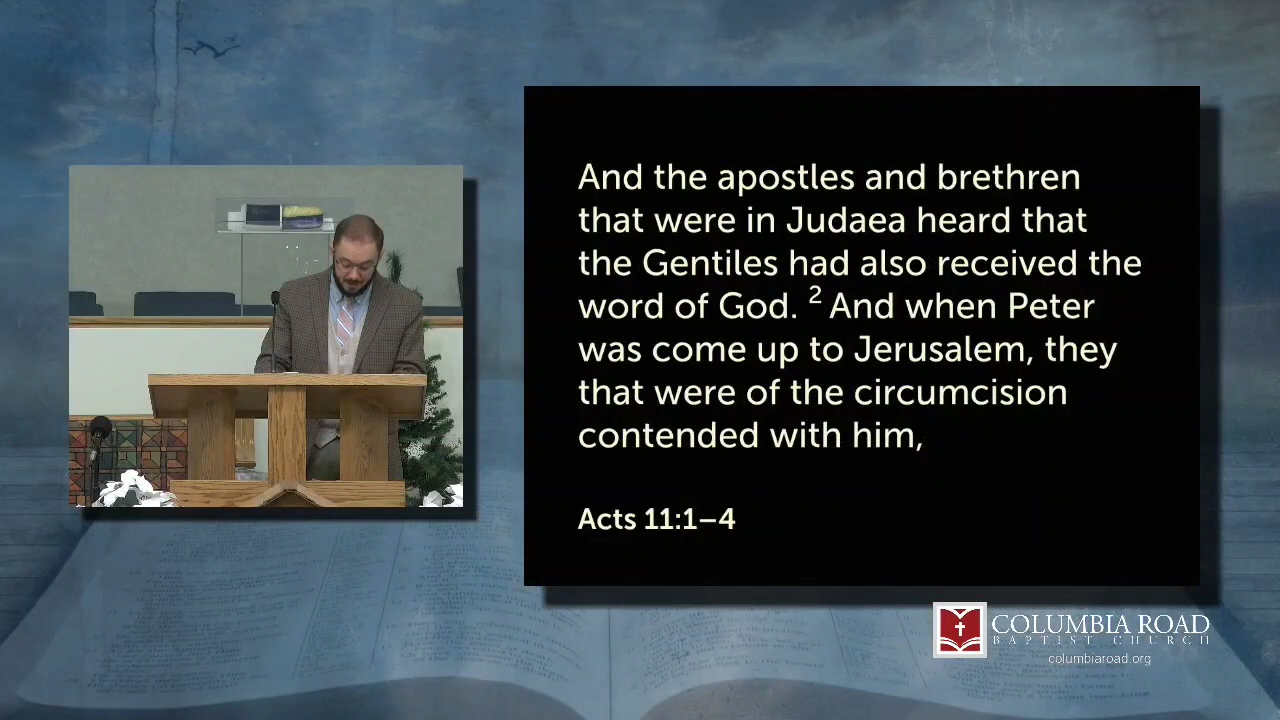 And the apostles and brethren
that were in Judaea heard that
the Gentiles had also received the
word of God. ² And when Peter
was come up to Jerusalem, they
that were of the circumcision
contended with him,
Acts 11:1–4
COLUMBIA ROAD
BAPTIST CHURCH
columbiaroad.org